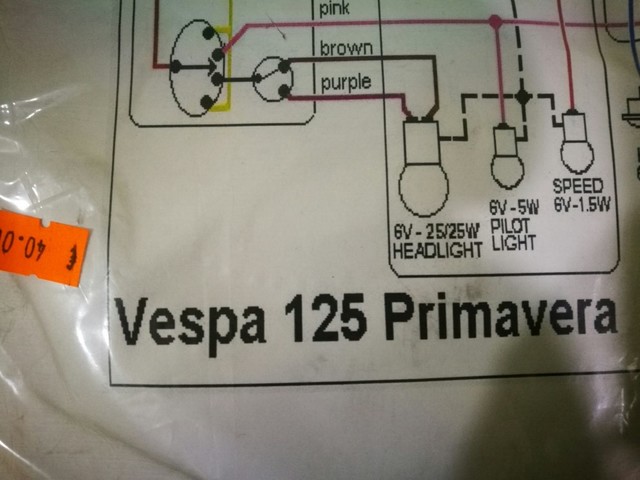 pink
brown
purple
6V - 25/25W
HEADLIGHT
6V - 5W
PILOT
LIGHT
SPEED
6V-1.5W
Vespa 125 Primavera